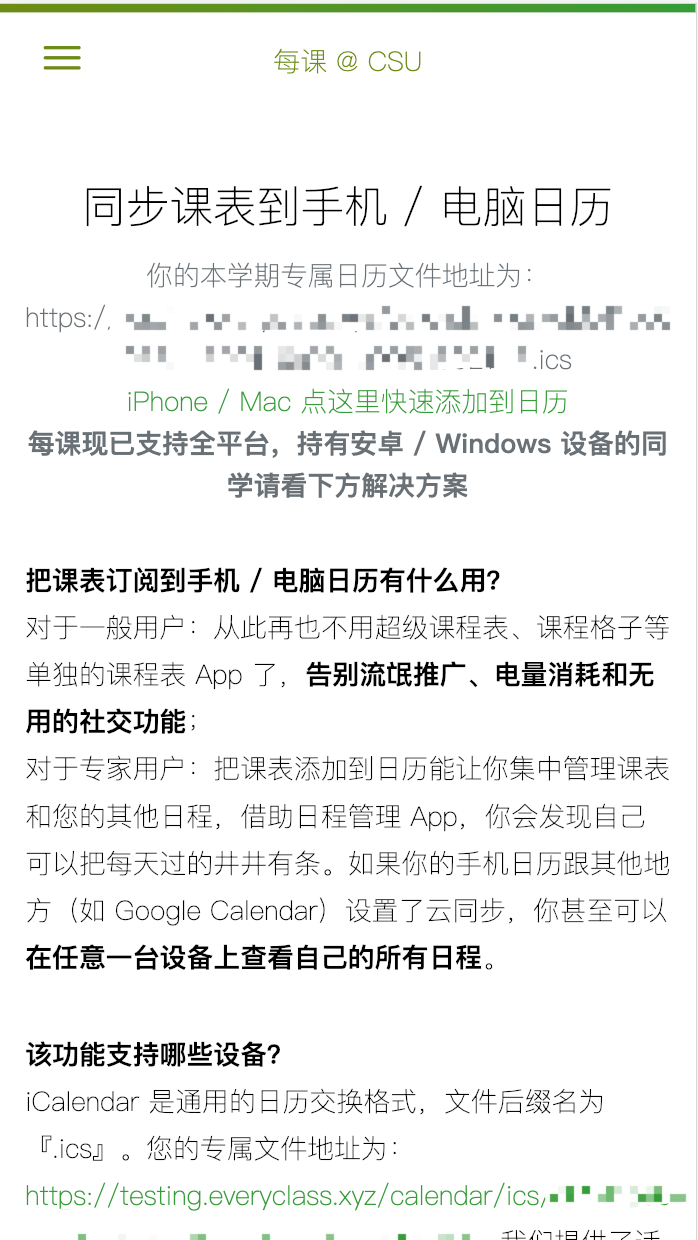 每课 @ CSU
同步课表到手机 / 电脑日历
你的本学期专属日历文件地址为：
https:/
.ics
iPhone / Mac 点这里快速添加到日历
每课现已支持全平台，持有安卓 / Windows 设备的同
学请看下方解决方案
把课表订阅到手机 / 电脑日历有什么用？
对于一般用户：从此再也不用超级课程表、课程格子等
单独的课程表 App 了，告别流氓推广、电量消耗和无
用的社交功能；
对于专家用户：把课表添加到日历能让你集中管理课表
和您的其他日程，借助日程管理 App，你会发现自己
可以把每天过的井井有条。如果你的手机日历跟其他地
方（如 Google Calendar）设置了云同步，你甚至可以
在任意一台设备上查看自己的所有日程。
该功能支持哪些设备？
iCalendar 是通用的日历交换格式，文件后缀名为
『.ics』。您的专属文件地址为：
https://testing.everyclass.xyz/calendar/ics/
我们提供了适